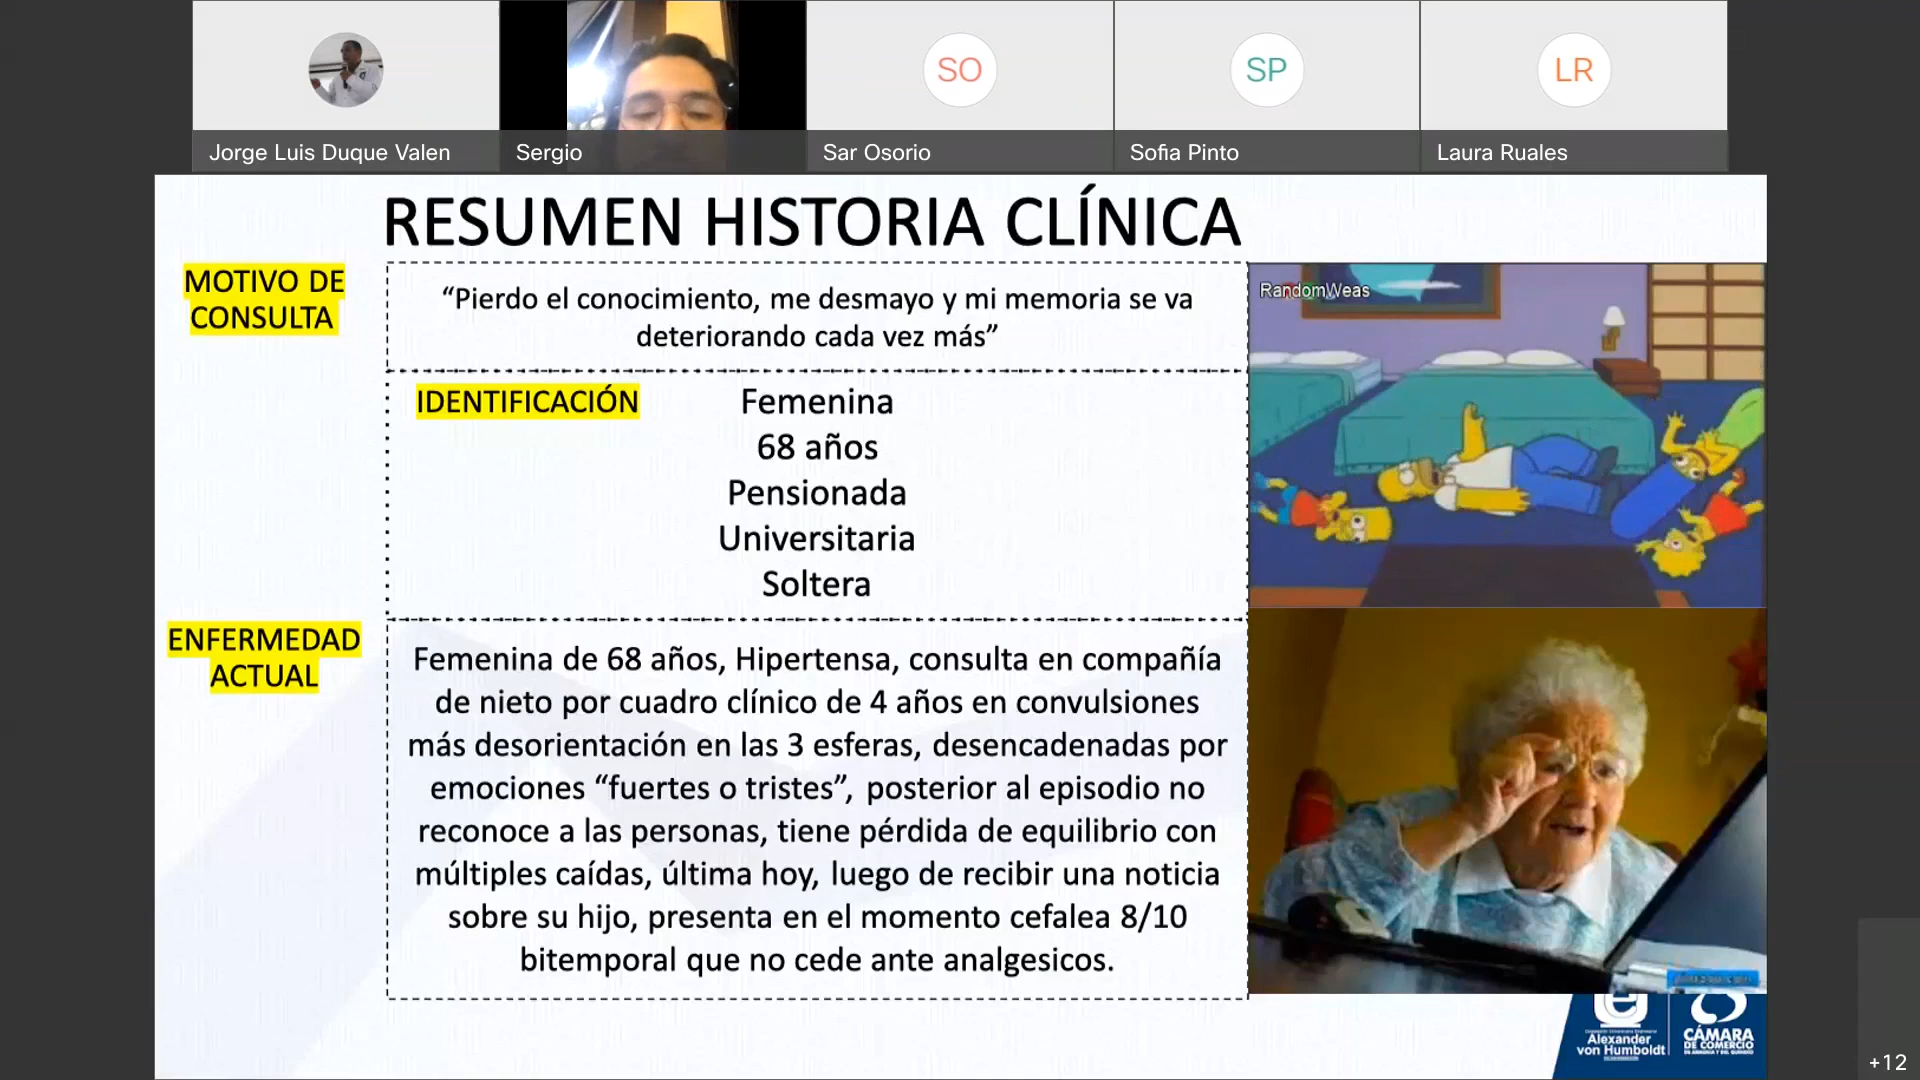 SO
SP
LR
Jorge Luis Duque Valen
Sergio
Sar Osorio
Sofia Pinto
Laura Ruales
RESUMEN HISTORIA CLÍNICA
MOTIVO DE
CONSULTA
“Pierdo el conocimiento, me desmayo y mi memoria se va
deteriorando cada vez más”
RandomWeas
IDENTIFICACIÓN
Femenina
68 años
Pensionada
Universitaria
Soltera
ENFERMEDAD
ACTUAL
Femenina de 68 años, Hipertensa, consulta en compañía
de nieto por cuadro clínico de 4 años en convulsiones
más desorientación en las 3 esferas, desencadenadas por
emociones “fuertes o tristes”, posterior al episodio no
reconoce a las personas, tiene pérdida de equilibrio con
múltiples caídas, última hoy, luego de recibir una noticia
sobre su hijo, presenta en el momento cefalea 8/10
bitemporal que no cede ante analgesicos.
Alexander
von Humboldt
CÁMARA
DE COMERCIO
+12